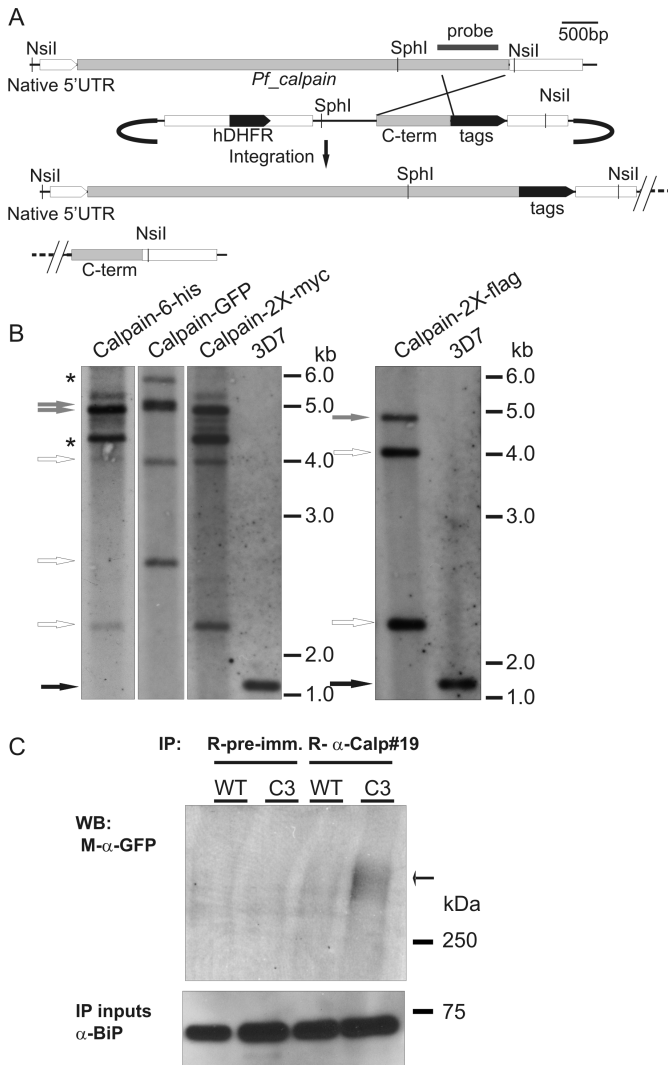 A
NsiI
SphI
probe
NsiI
500bp
Native 5'UTR
Pf_calpain
hDHFR
SphI
C-term
tags
NsiI
Integration
NsiI
SphI
NsiI
Native 5'UTR
tags
NsiI
C-term
B
Calpain-6-his
Calpain-GFP
Calpain-2X-myc
3D7
kb
*
6.0
5.0
*
4.0
3.0
2.0
1.0
Calpain-2X-flag
3D7
kb
6.0
5.0
4.0
3.0
2.0
1.0
C
IP: R-pre-imm. R- α-Calp#19
WT C3 WT C3
WB:
M-α-GFP
kDa
250
IP inputs
α-BiP
75